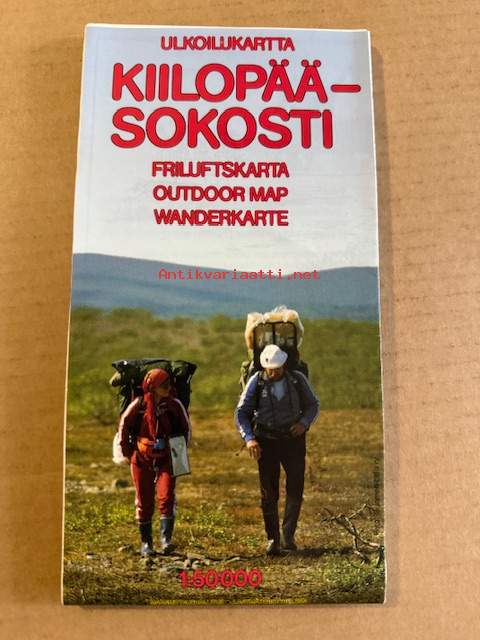 ULKOILUKARTTA
KIILOPÄÄ–
SOKOSTI
FRILUFTSKARTA
OUTDOOR MAP
WANDERKARTE
Antikvariaatti.net
1:50 000